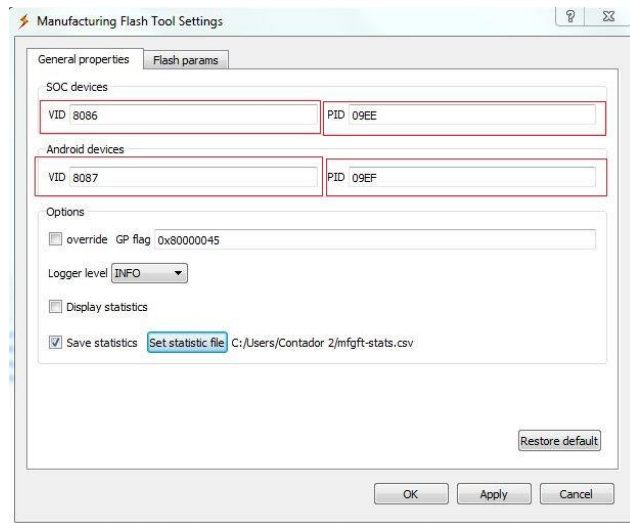 Manufacturing Flash Tool Settings
General properties Flash params
SOC devices
VID 8086 PID 09EE
Android devices
VID 8087 PID 09EF
Options
override GP flag 0x80000045
Logger level INFO
Display statistics
Save statistics Set statistic file C:/Users/Contador 2/mfgft-stats.csv
Restore default
OK Apply Cancel